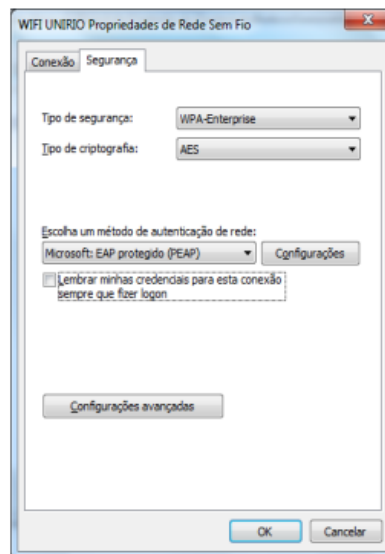 WIFI UNIRIO Propriedades de Rede Sem Fio
Conexão Segurança
Tipo de segurança: WPA-Enterprise
Tipo de criptografia: AES
Escolha um método de autenticação de rede:
Microsoft: EAP protegido (PEAP) Configurações
Lembrar minhas credenciais para esta conexão
sempre que fizer logon
Configurações avançadas
OK Cancelar